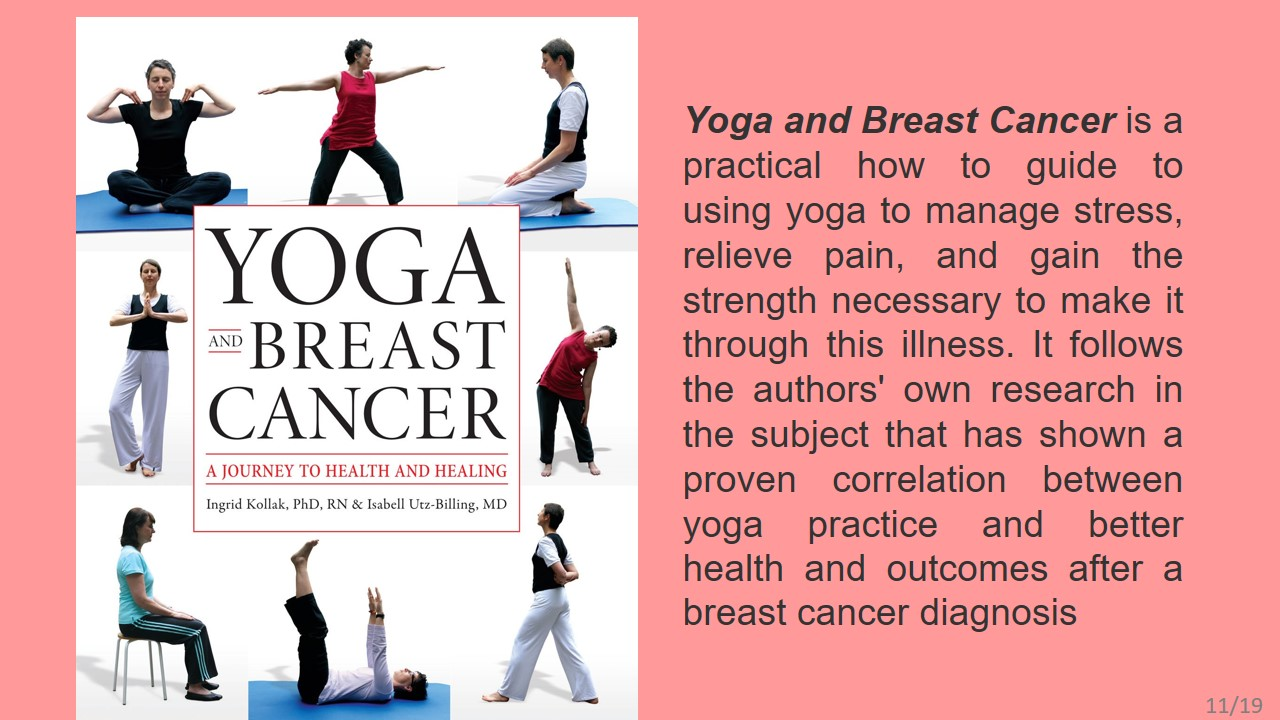 YOGA
AND BREAST
CANCER
A JOURNEY TO HEALTH AND HEALING
Ingrid Kollak, PhD, RN & Isabell Utz-Billing, MD
Yoga and Breast Cancer is a
practical how to guide to
using yoga to manage stress,
relieve pain, and gain the
strength necessary to make it
through this illness. It follows
the authors' own research in
the subject that has shown a
proven correlation between
yoga practice and better
health and outcomes after a
breast cancer diagnosis
11/19